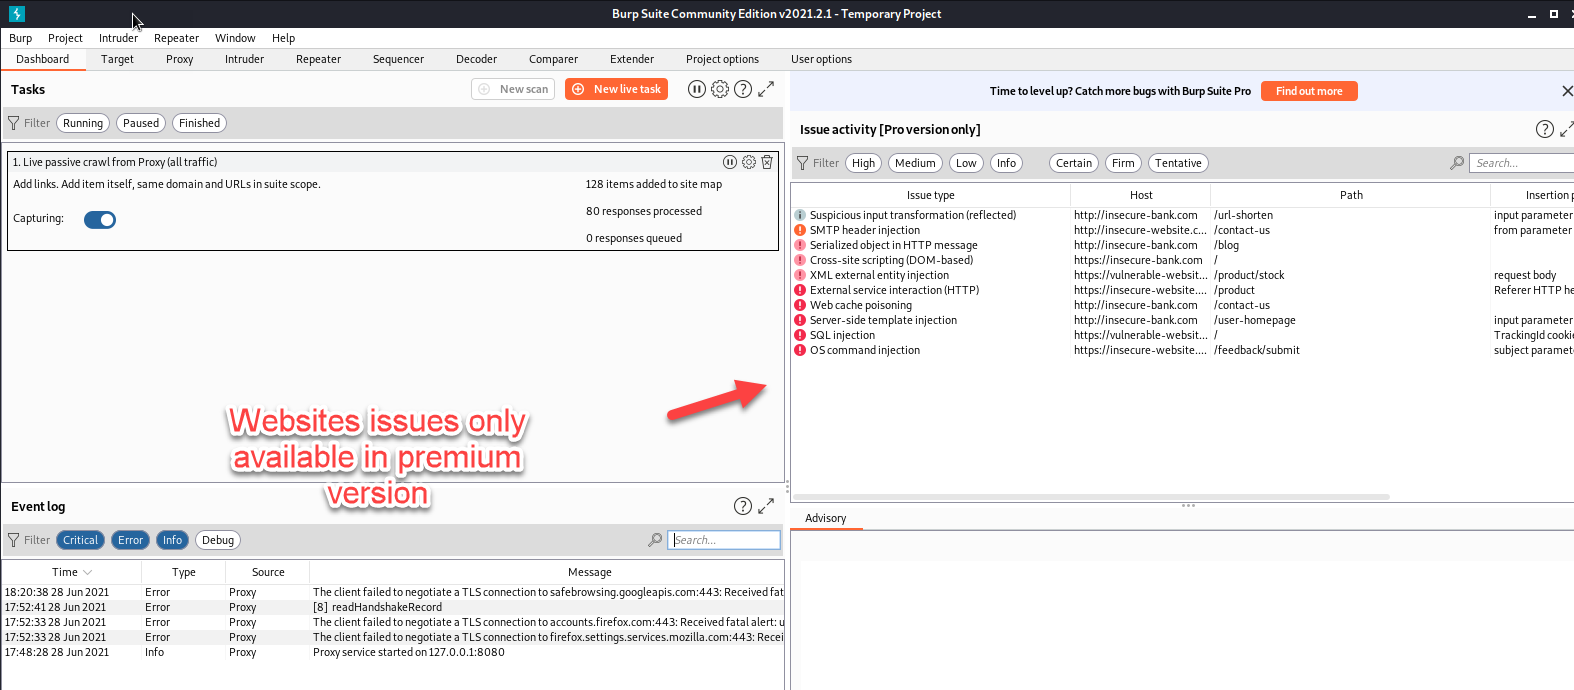 Burp Suite Community Edition v2021.2.1 - Temporary Project
Burp Project Intruder Repeater Window Help
Dashboard Target Proxy Intruder Repeater Sequencer Decoder Comparer Extender Project options User options
Tasks
New scan
New live task
Filter Running Paused Finished
1. Live passive crawl from Proxy (all traffic)
Add links. Add item itself, same domain and URLs in suite scope.
128 items added to site map
Capturing:
80 responses processed
0 responses queued
Websites issues only
available in premium
version
Event log
Filter Critical Error Info Debug
Search...
Time Type Source Message
18:20:38 28 Jun 2021 Error Proxy The client failed to negotiate a TLS connection to safebrowsing.googleapis.com:443: Received fat
17:52:41 28 Jun 2021 Error Proxy [8] readHandshakeRecord
17:52:33 28 Jun 2021 Error Proxy The client failed to negotiate a TLS connection to accounts.firefox.com:443: Received fatal alert: u
17:52:33 28 Jun 2021 Error Proxy The client failed to negotiate a TLS connection to firefox.settings.services.mozilla.com:443: Recei
17:48:28 28 Jun 2021 Info Proxy Proxy service started on 127.0.0.1:8080
Time to level up? Catch more bugs with Burp Suite Pro
Find out more
Issue activity [Pro version only]
Filter High Medium Low Info Certain Firm Tentative
Search...
Issue type Host Path Insertion p
Suspicious input transformation (reflected) http://insecure-bank.com /url-shorten input parameter
SMTP header injection http://insecure-website.c... /contact-us from parameter
Serialized object in HTTP message http://insecure-bank.com /blog
Cross-site scripting (DOM-based) https://insecure-bank.com /
XML external entity injection https://vulnerable-websit... /product/stock request body
External service interaction (HTTP) https://insecure-website.... /product Referer HTTP he
Web cache poisoning http://insecure-bank.com /contact-us
Server-side template injection http://insecure-bank.com /user-homepage input parameter
SQL injection https://vulnerable-websit... / TrackingId cookie
OS command injection https://insecure-website.... /feedback/submit subject paramete
Advisory